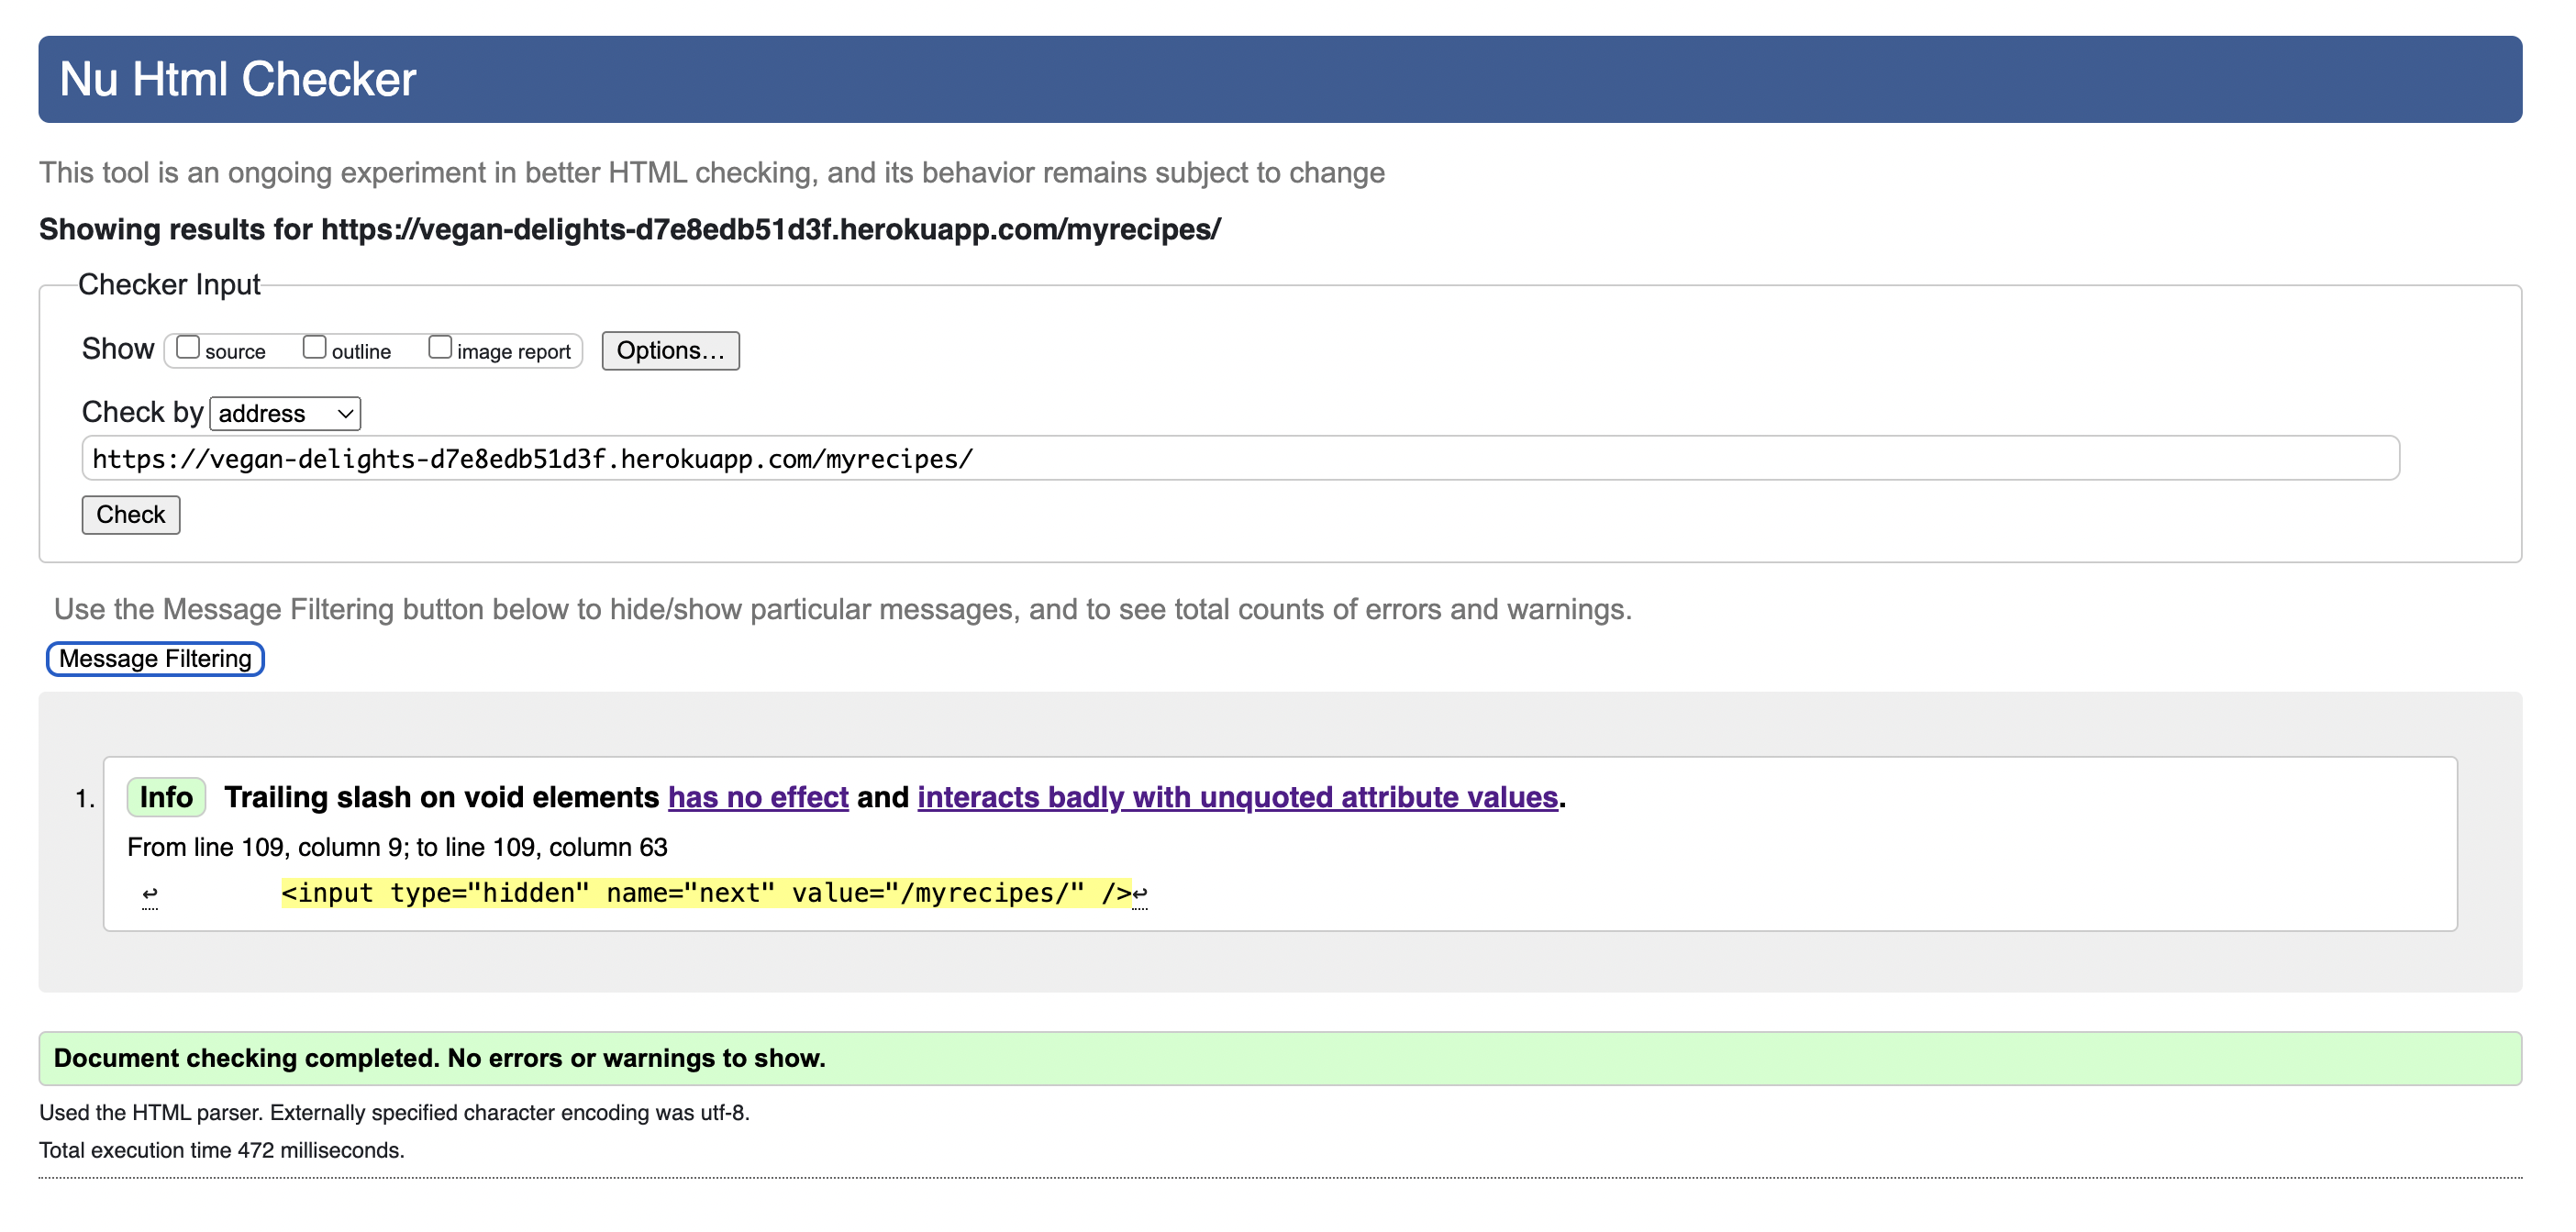 Nu Html Checker
This tool is an ongoing experiment in better HTML checking, and its behavior remains subject to change
Showing results for https://vegan-delights-d7e8edb51d3f.herokuapp.com/myrecipes/
Checker Input
Show source outline image report Options...
Check by address
https://vegan-delights-d7e8edb51d3f.herokuapp.com/myrecipes/
Check
Use the Message Filtering button below to hide/show particular messages, and to see total counts of errors and warnings.
Message Filtering
1. Info Trailing slash on void elements has no effect and interacts badly with unquoted attribute values.
From line 109, column 9; to line 109, column 63
↩ <input type="hidden" name="next" value="/myrecipes/" />↩
Document checking completed. No errors or warnings to show.
Used the HTML parser. Externally specified character encoding was utf-8.
Total execution time 472 milliseconds.